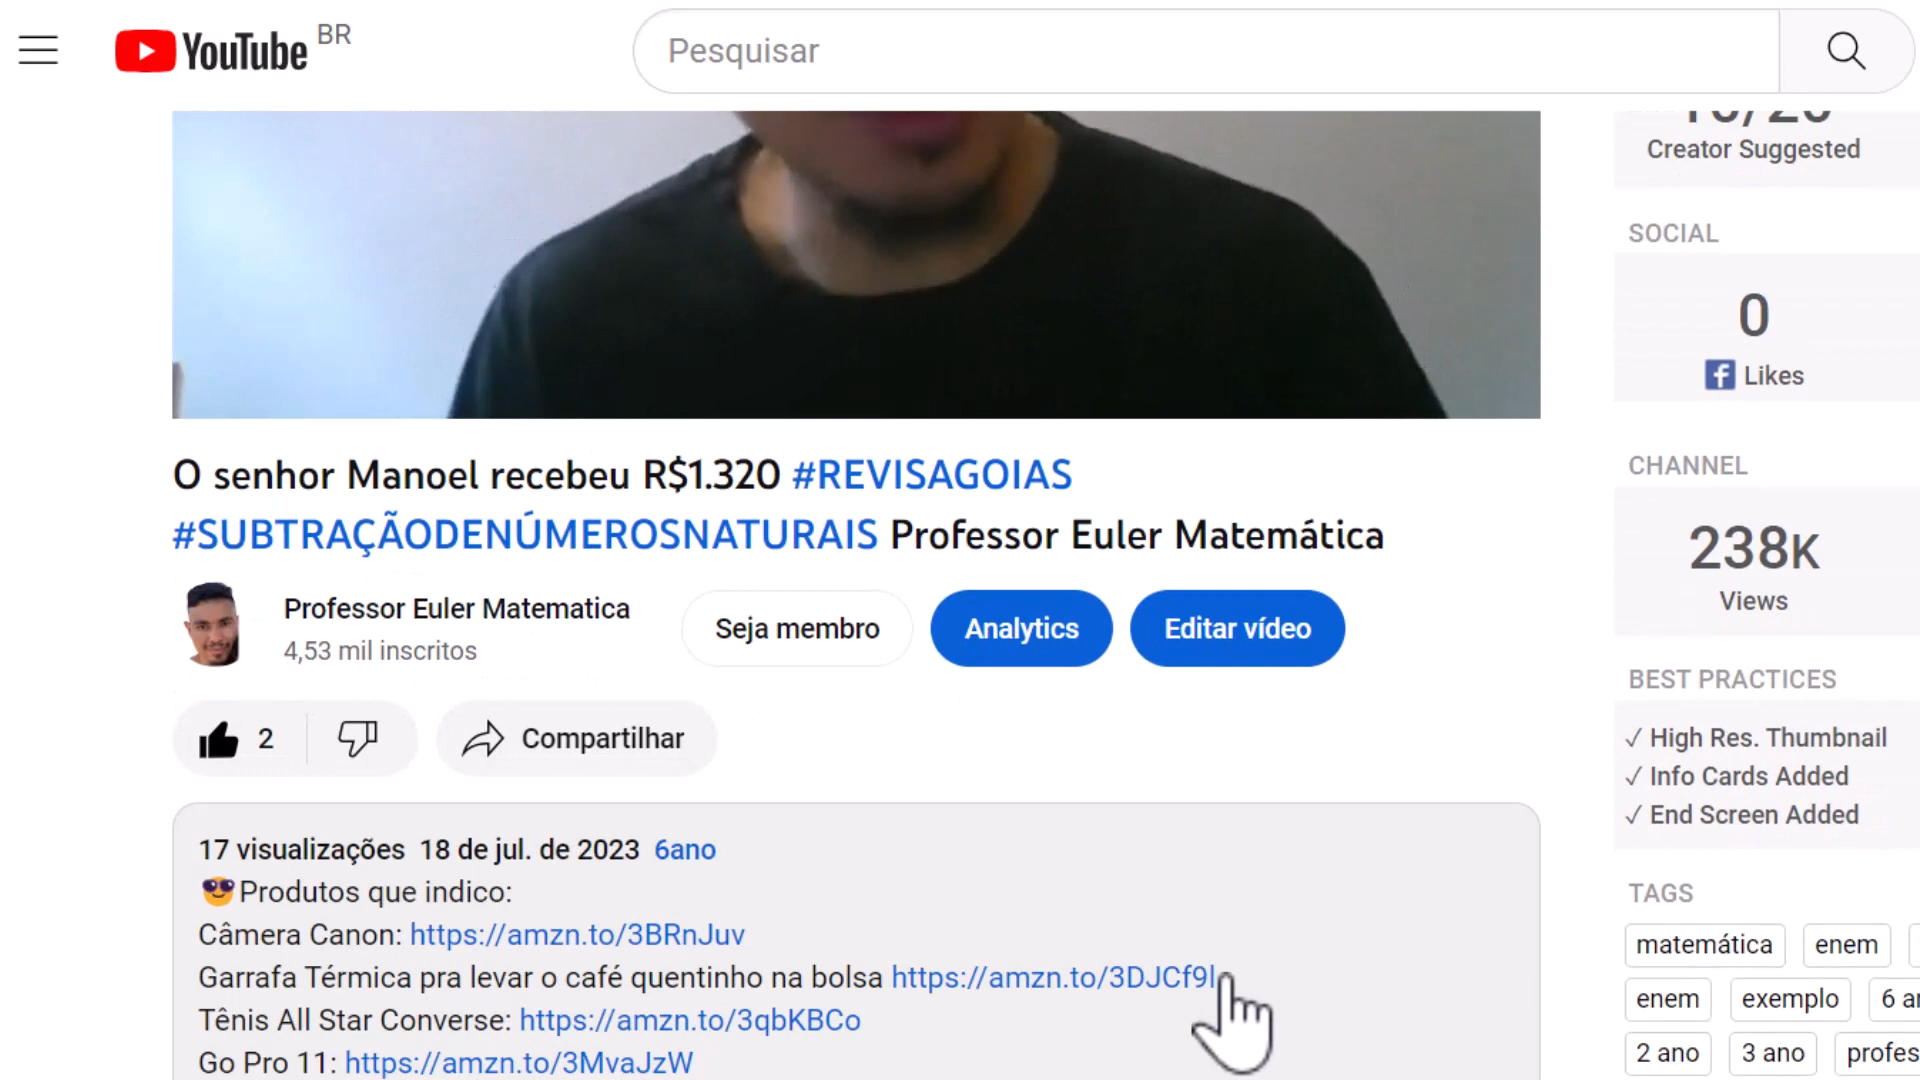 YouTube BR
Pesquisar
Creator Suggested
SOCIAL
0
Likes
CHANNEL
238K
Views
BEST PRACTICES
✓ High Res. Thumbnail
✓ Info Cards Added
✓ End Screen Added
TAGS
matemática enem
enem exemplo 6
2 ano 3 ano
O senhor Manoel recebeu R$1.320 #REVISAGOIAS
#SUBTRAÇÃODENÚMEROSNATURAIS Professor Euler Matemática
Professor Euler Matematica
4,53 mil inscritos
Seja membro
Analytics
Editar vídeo
2
Compartilhar
17 visualizações 18 de jul. de 2023 6ano
😎Produtos que indico:
Câmera Canon: https://amzn.to/3BRnJuv
Garrafa Térmica pra levar o café quentinho na bolsa https://amzn.to/3DJCf9l
Tênis All Star Converse: https://amzn.to/3qbKBCo
Go Pro 11: https://amzn.to/3MvaJzW